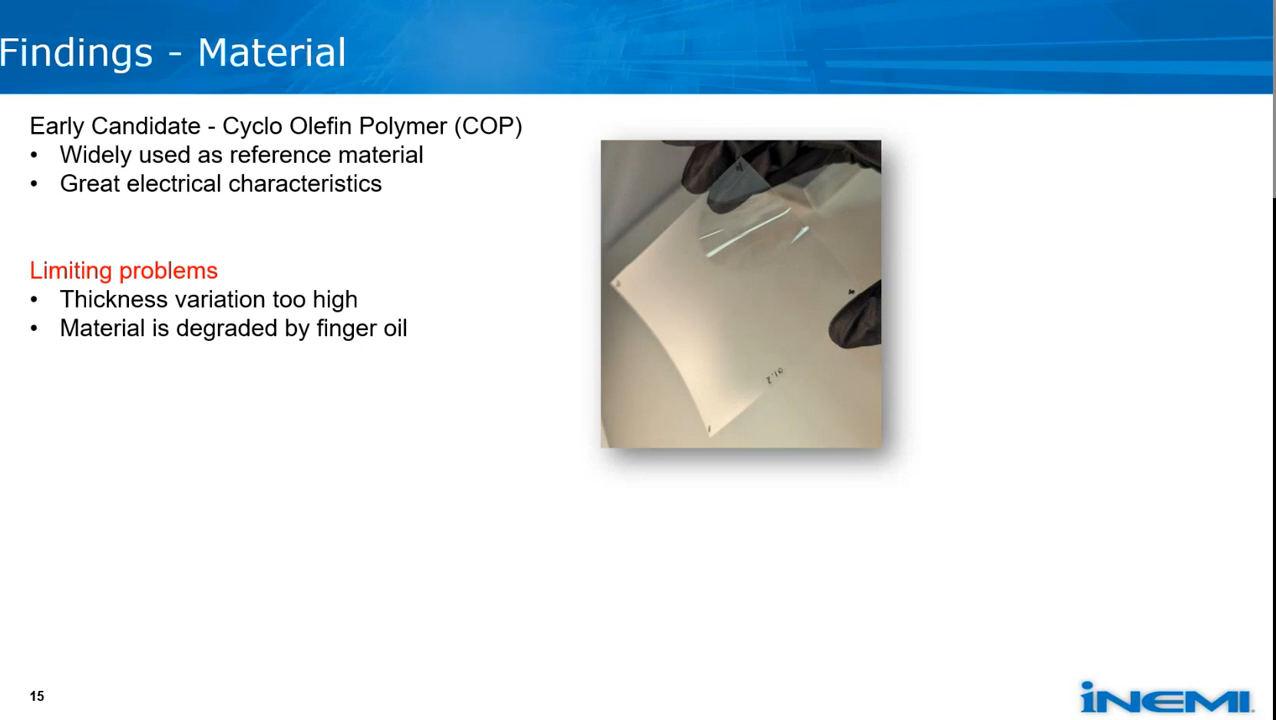 Findings - Material
Early Candidate - Cyclo Olefin Polymer (COP)
• Widely used as reference material
• Great electrical characteristics
Limiting problems
• Thickness variation too high
• Material is degraded by finger oil
15
iNEMI